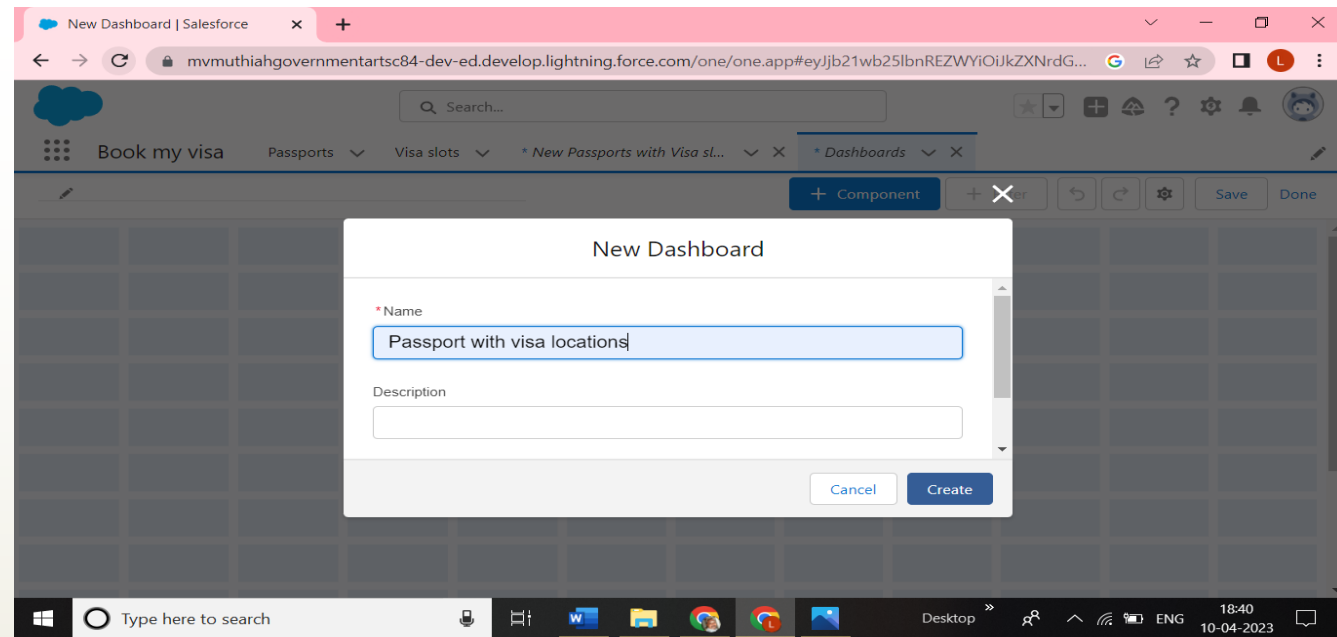 New Dashboard | Salesforce
mvmuthiahgovernmentartsc84-dev-ed.develop.lightning.force.com/one/one.app#eyJjb21wb25lbnREZWYiOiJkZXNrdG...
Search...
Book my visa Passports Visa slots * New Passports with Visa sl... * Dashboards
+ Component + er Save Done
New Dashboard
*Name
Passport with visa locations
Description
Cancel Create
Type here to search Desktop » ENG 18:40
10-04-2023